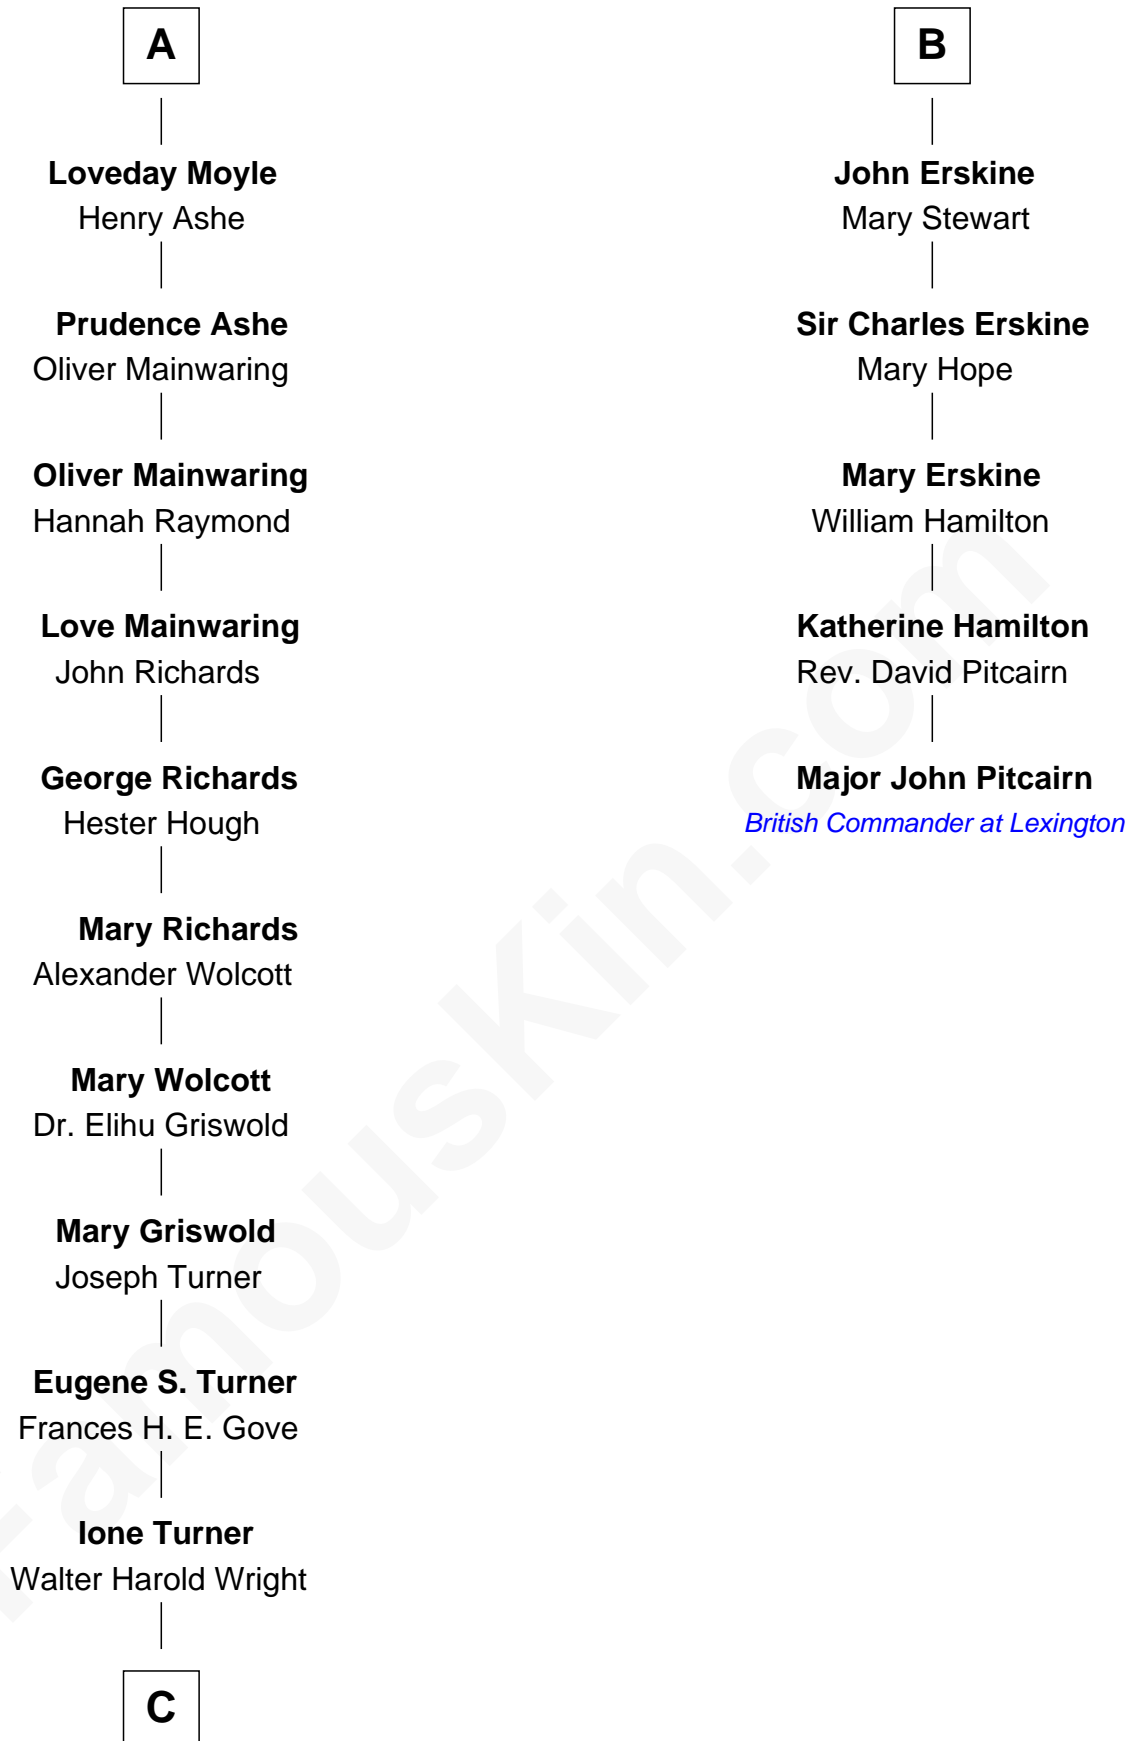 A
Loveday Moyle
Henry Ashe
Prudence Ashe
Oliver Mainwaring
Oliver Mainwaring
Hannah Raymond
Love Mainwaring
John Richards
George Richards
Hester Hough
Mary Richards
Alexander Wolcott
Mary Wolcott
Dr. Elihu Griswold
Mary Griswold
Joseph Turner
Eugene S. Turner
Frances H. E. Gove
Ione Turner
Walter Harold Wright
C
B
John Erskine
Mary Stewart
Sir Charles Erskine
Mary Hope
Mary Erskine
William Hamilton
Katherine Hamilton
Rev. David Pitcairn
Major John Pitcairn
British Commander at Lexington
FamousKin.com